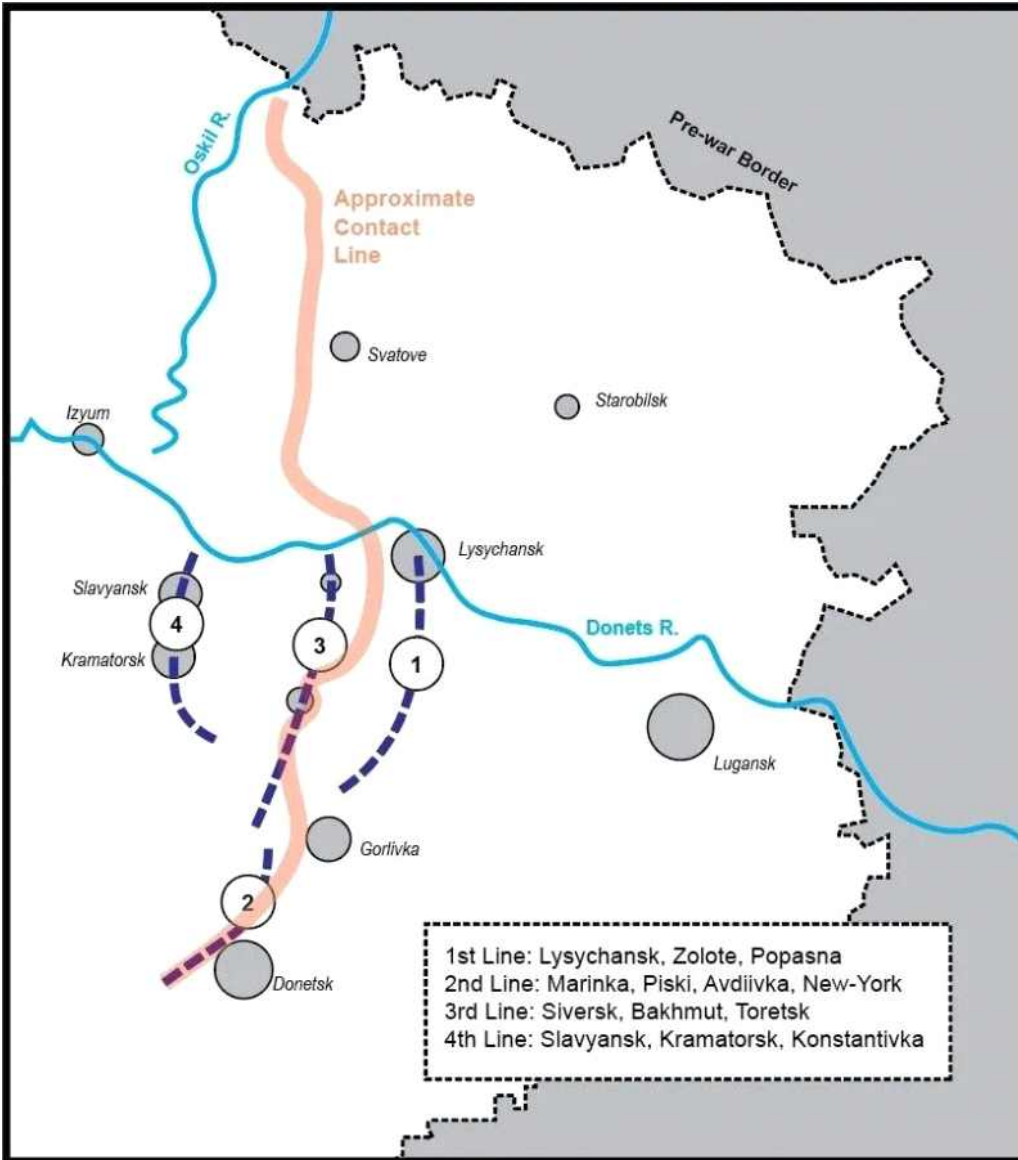 Oskil R.
Pre-war Border
Approximate
Contact
Line
Svatove
Starobilsk
Izyum
Lysychansk
Slavyansk
4
3
Donets R.
Kramatorsk
1
Lugansk
Gorlivka
2
Donetsk
1st Line: Lysychansk, Zolote, Popasna
2nd Line: Marinka, Piski, Avdiivka, New-York
3rd Line: Siversk, Bakhmut, Toretsk
4th Line: Slavyansk, Kramatorsk, Konstantivka